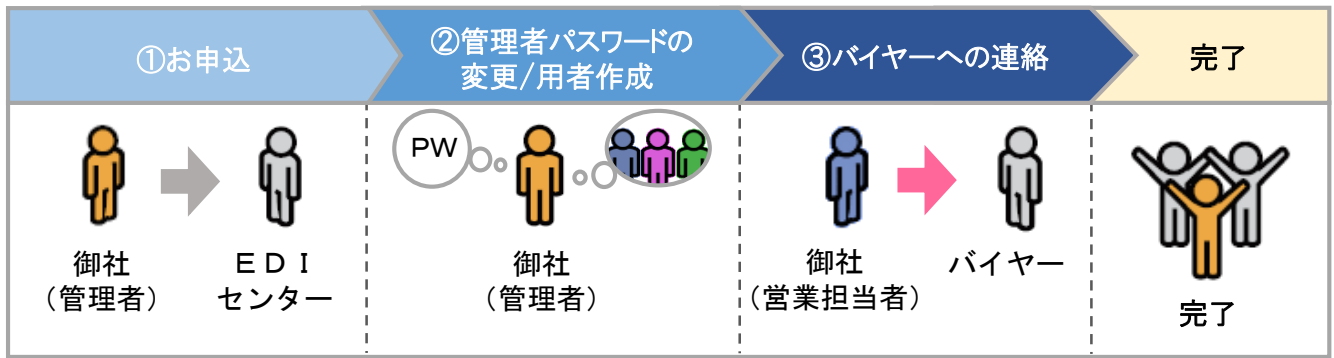 ①お申込
②管理者パスワードの
変更/用者作成
③バイヤーへの連絡
完了
PW
御社
（管理者）
ＥＤＩ
センター
御社
（管理者）
御社
（営業担当者）
バイヤー
完了